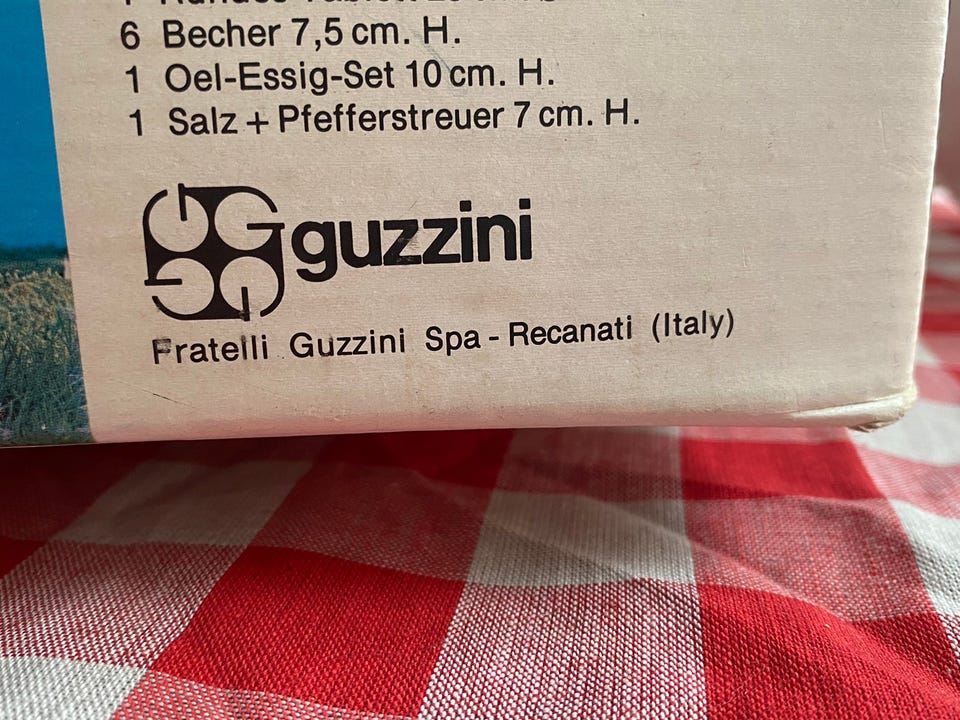 6 Becher 7,5 cm. H.
1 Oel-Essig-Set 10 cm. H.
1 Salz + Pfefferstreuer 7 cm. H.
guzzini
Fratelli Guzzini Spa - Recanati (Italy)